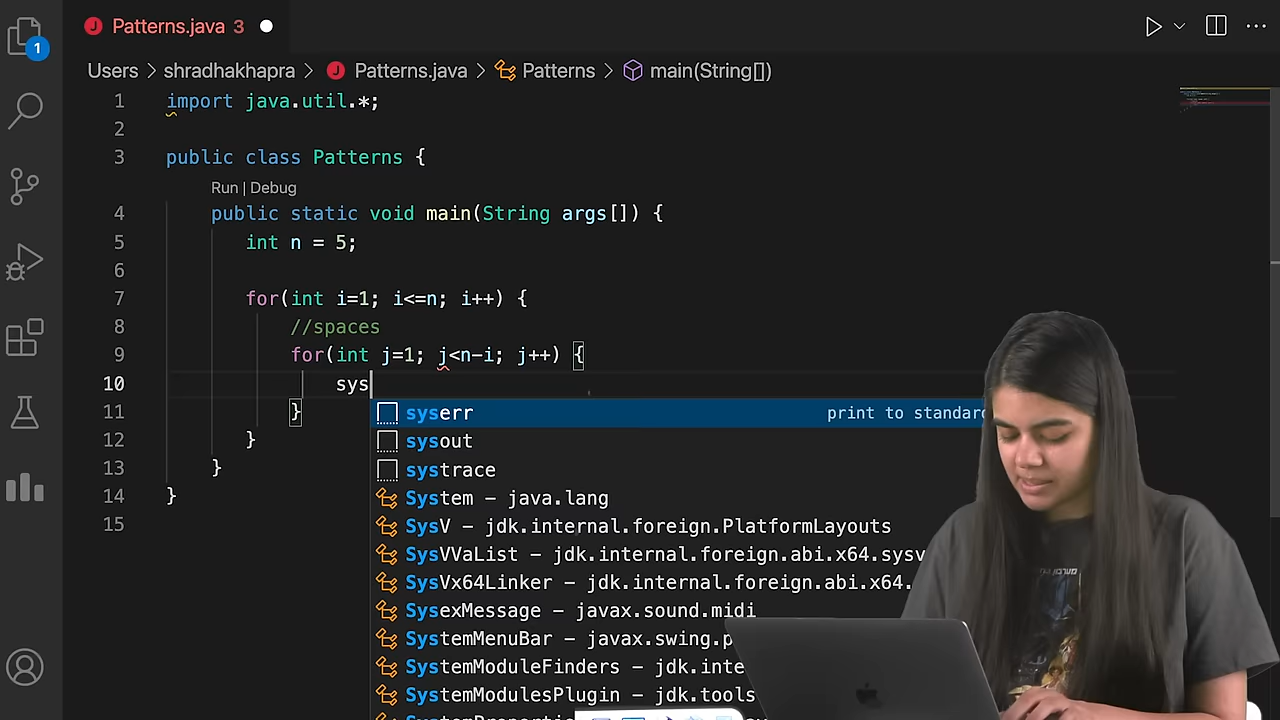 1
Patterns.java 3
Users > shradhakhapra > Patterns.java > Patterns > main(String[])
1 import java.util.*;
2
3 public class Patterns {
Run | Debug
4 public static void main(String args[]) {
5 int n = 5;
6
7 for(int i=1; i<=n; i++) {
8 //spaces
9 for(int j=1; j<n-i; j++) {
10 sys
11 }
12 }
13 }
14 }
15
syserr print to standard
sysout
systrace
System – java.lang
SysV – jdk.internal.foreign.PlatformLayouts
SysVVaList – jdk.internal.foreign.abi.x64.sysv
SysVx64Linker – jdk.internal.foreign.abi.x64.
SysexMessage – javax.sound.midi
SystemMenuBar – javax.swing.p
SystemModuleFinders – jdk.inte
SystemModulesPlugin – jdk.tools